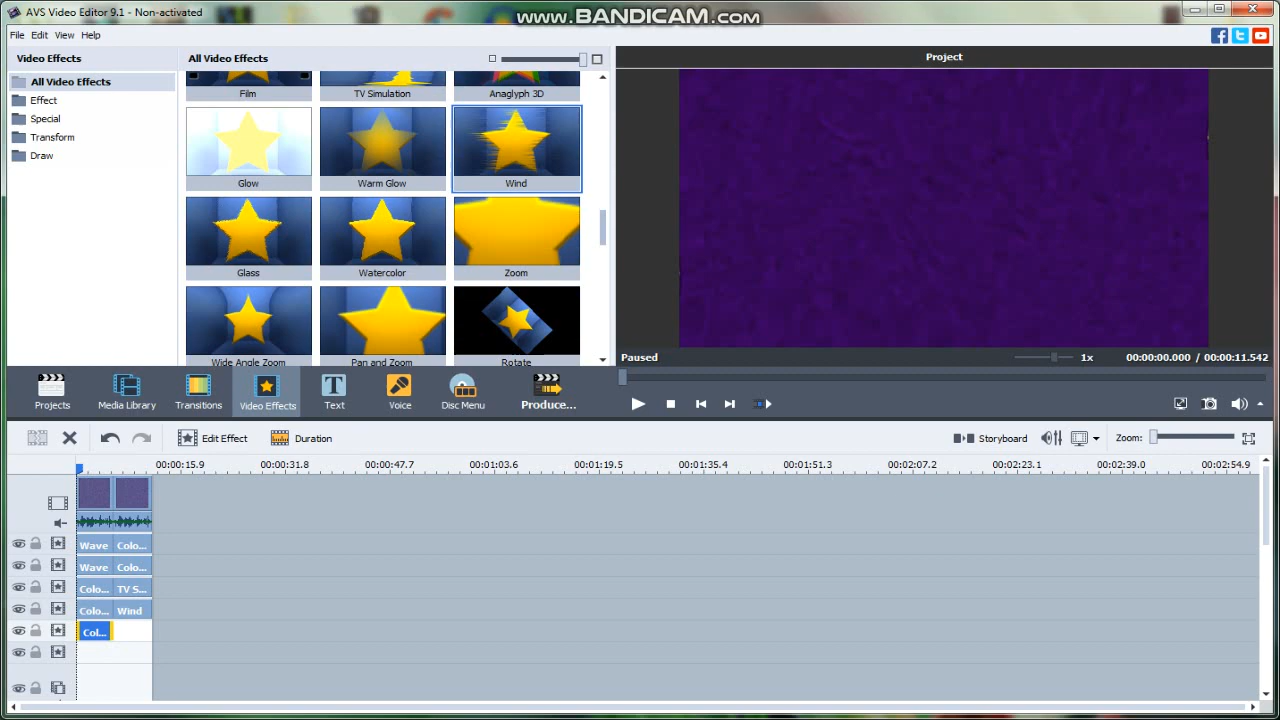 AVS Video Editor 9.1 - Non-activated
www.BANDICAM.com
File Edit View Help
Video Effects
All Video Effects
Project
All Video Effects
Effect
Special
Transform
Draw
Film TV Simulation Anaglyph 3D
Glow Warm Glow Wind
Glass Watercolor Zoom
Wide Angle Zoom Pan and Zoom Rotate
Paused 1x 00:00:00.000 / 00:00:11.542
Projects Media Library Transitions Video Effects Text Voice Disc Menu Produce...
Edit Effect Duration Storyboard Zoom:
00:00:15.9 00:00:31.8 00:00:47.7 00:01:03.6 00:01:19.5 00:01:35.4 00:01:51.3 00:02:07.2 00:02:23.1 00:02:39.0 00:02:54.9
Wave Colo...
Wave Colo...
Colo... TV S...
Colo... Wind
Col...